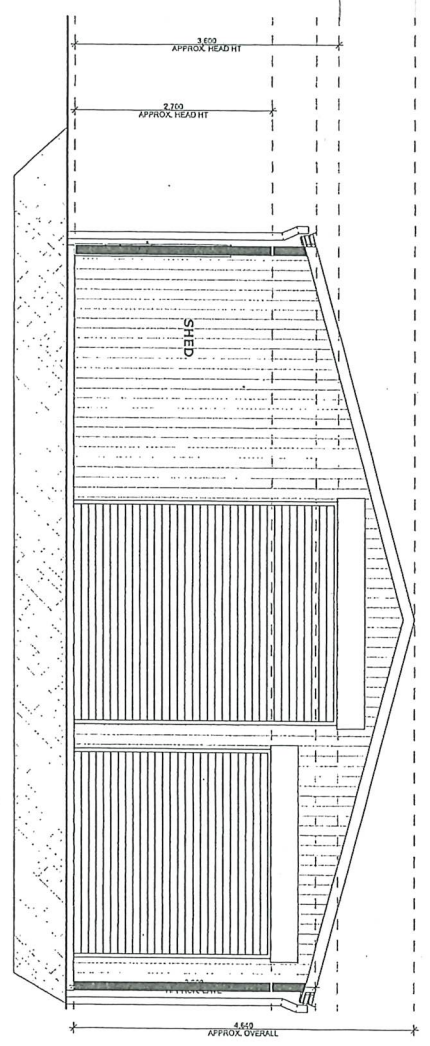 3.600
APPROX. HEAD HT
2.700
APPROX. HEAD HT
SHED
4.640
APPROX. OVERALL